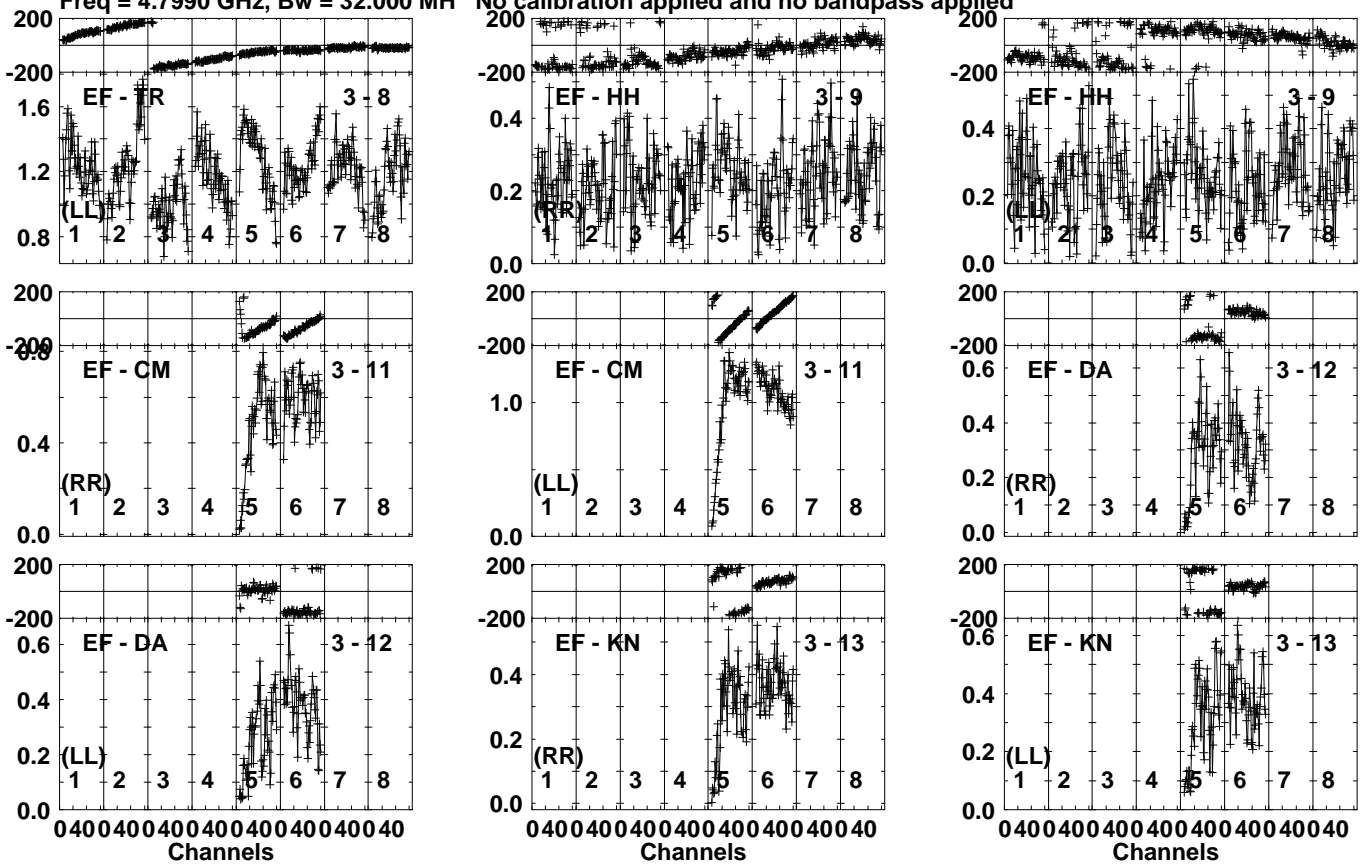 Freq = 4.7990 GHz, Bw = 32.000 MH No calibration applied and no bandpass applied
200
-200
1.6
1.2
0.8
EF - TR 3 - 8
(LL)
1 2 3 4 5 6 7 8
200
-200
0.4
0.2
0.0
EF - HH 3 - 9
(RR)
1 2 3 4 5 6 7 8
200
-200
0.4
0.2
0.0
EF - HH 3 - 9
(LL)
1 2 3 4 5 6 7 8
200
-200
0.8
0.4
0.0
EF - CM 3 - 11
(RR)
1 2 3 4 5 6 7 8
200
-200
1.0
0.0
EF - CM 3 - 11
(LL)
1 2 3 4 5 6 7 8
200
-200
0.6
0.4
0.2
0.0
EF - DA 3 - 12
(RR)
1 2 3 4 5 6 7 8
200
-200
0.6
0.4
0.2
0.0
EF - DA 3 - 12
(LL)
1 2 3 4 5 6 7 8
0 40 0 40 0 40 0 40 0 40 0 40 0 40 0 40
Channels
200
-200
0.4
0.2
0.0
EF - KN 3 - 13
(RR)
1 2 3 4 5 6 7 8
0 40 0 40 0 40 0 40 0 40 0 40 0 40 0 40
Channels
200
-200
0.6
0.4
0.2
0.0
EF - KN 3 - 13
(LL)
1 2 3 4 5 6 7 8
0 40 0 40 0 40 0 40 0 40 0 40 0 40 0 40
Channels